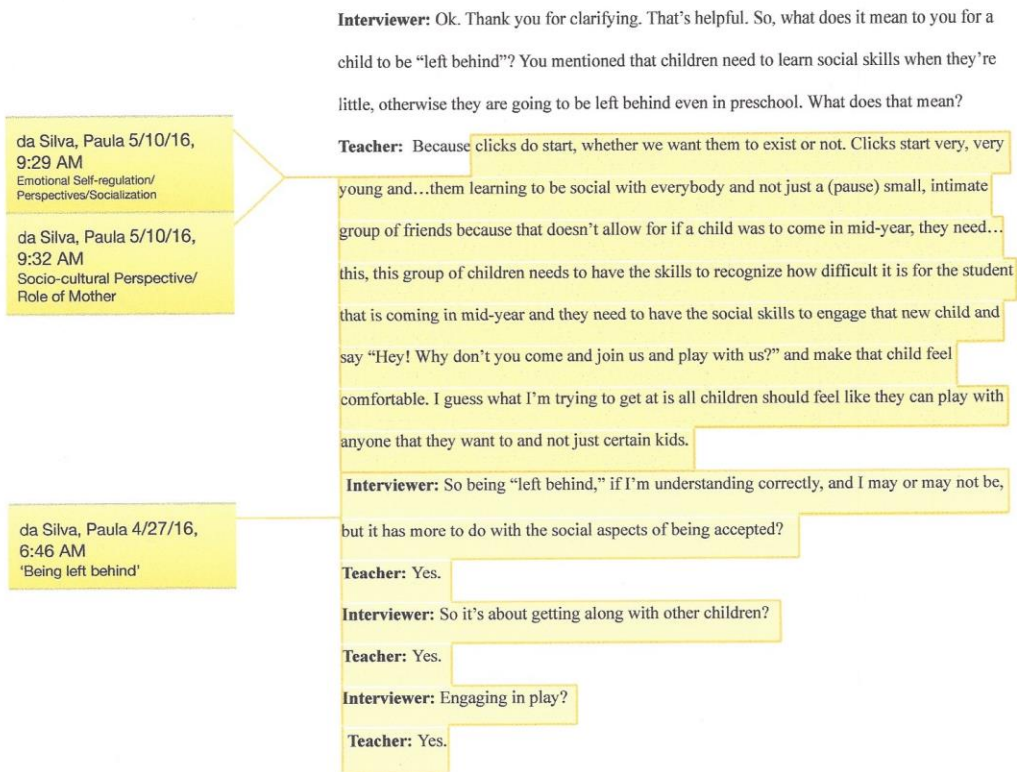 Interviewer: Ok. Thank you for clarifying. That's helpful. So, what does it mean to you for a
child to be “left behind”? You mentioned that children need to learn social skills when they're
little, otherwise they are going to be left behind even in preschool. What does that mean?
da Silva, Paula 5/10/16,
9:29 AM
Emotional Self-regulation/
Perspectives/Socialization
da Silva, Paula 5/10/16,
9:32 AM
Socio-cultural Perspective/
Role of Mother
Teacher: Because clicks do start, whether we want them to exist or not. Clicks start very, very
young and…them learning to be social with everybody and not just a (pause) small, intimate
group of friends because that doesn't allow for if a child was to come in mid-year, they need…
this, this group of children needs to have the skills to recognize how difficult it is for the student
that is coming in mid-year and they need to have the social skills to engage that new child and
say “Hey! Why don't you come and join us and play with us?” and make that child feel
comfortable. I guess what I'm trying to get at is all children should feel like they can play with
anyone that they want to and not just certain kids.
da Silva, Paula 4/27/16,
6:46 AM
'Being left behind'
Interviewer: So being “left behind,” if I'm understanding correctly, and I may or may not be,
but it has more to do with the social aspects of being accepted?
Teacher: Yes.
Interviewer: So it's about getting along with other children?
Teacher: Yes.
Interviewer: Engaging in play?
Teacher: Yes.